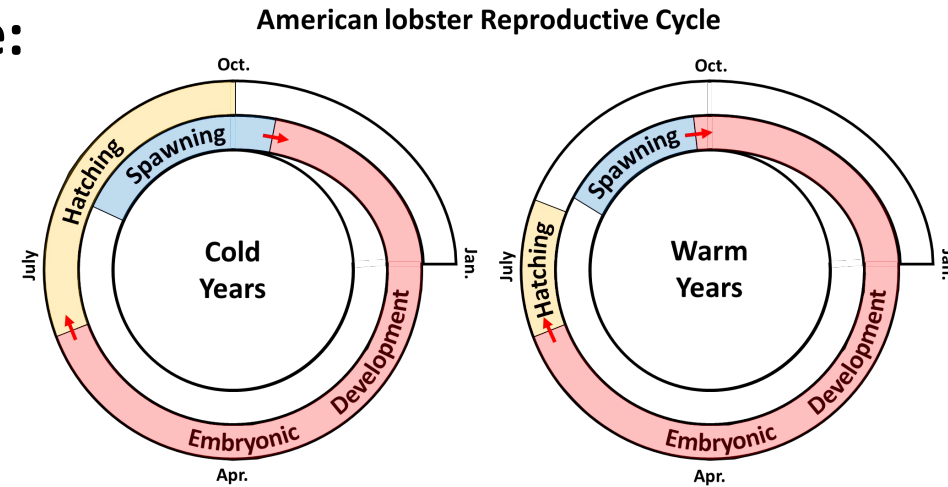 e:
American lobster Reproductive Cycle
Oct.
Hatching
Spawning
Cold
Years
July
Jan.
Embryonic
Development
Apr.
Oct.
Hatching
Spawning
Warm
Years
July
Embryonic
Development
Apr.